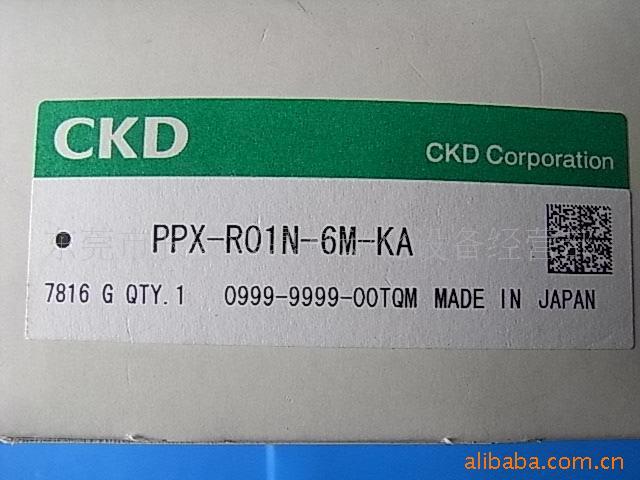 CKD
CKD Corporation
PPX-R01N-6M-KA
7816 G QTY.1 0999-9999-00TQM MADE IN JAPAN
alibaba.com.cn